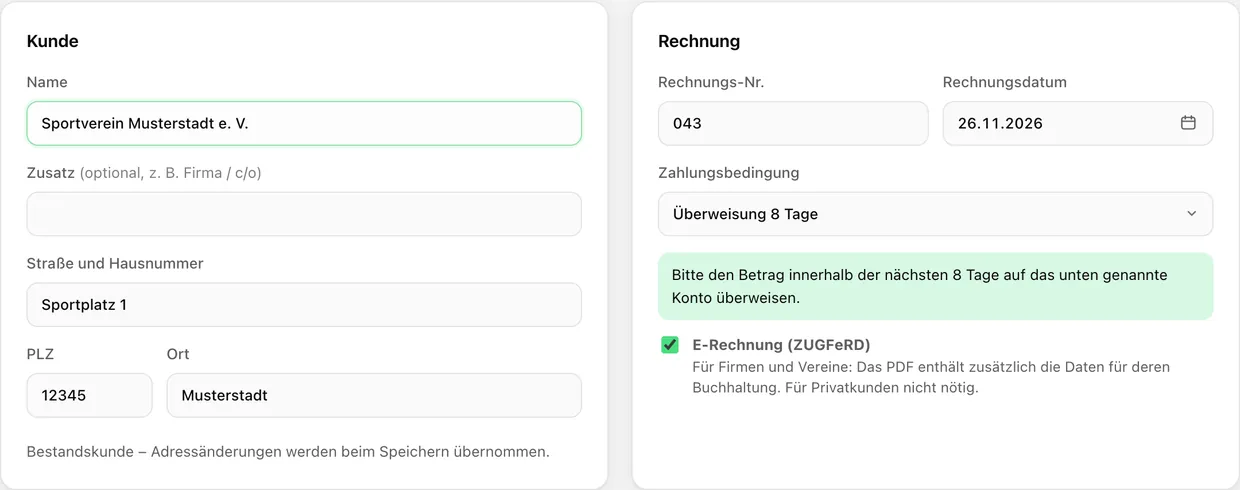 Kunde
Name
Sportverein Musterstadt e. V.
Zusatz (optional, z. B. Firma / c/o)
Straße und Hausnummer
Sportplatz 1
PLZ Ort
12345 Musterstadt
Bestandskunde – Adressänderungen werden beim Speichern übernommen.
Rechnung
Rechnungs-Nr. Rechnungsdatum
043 26.11.2026
Zahlungsbedingung
Überweisung 8 Tage
Bitte den Betrag innerhalb der nächsten 8 Tage auf das unten genannte
Konto überweisen.
E-Rechnung (ZUGFeRD)
Für Firmen und Vereine: Das PDF enthält zusätzlich die Daten für deren
Buchhaltung. Für Privatkunden nicht nötig.